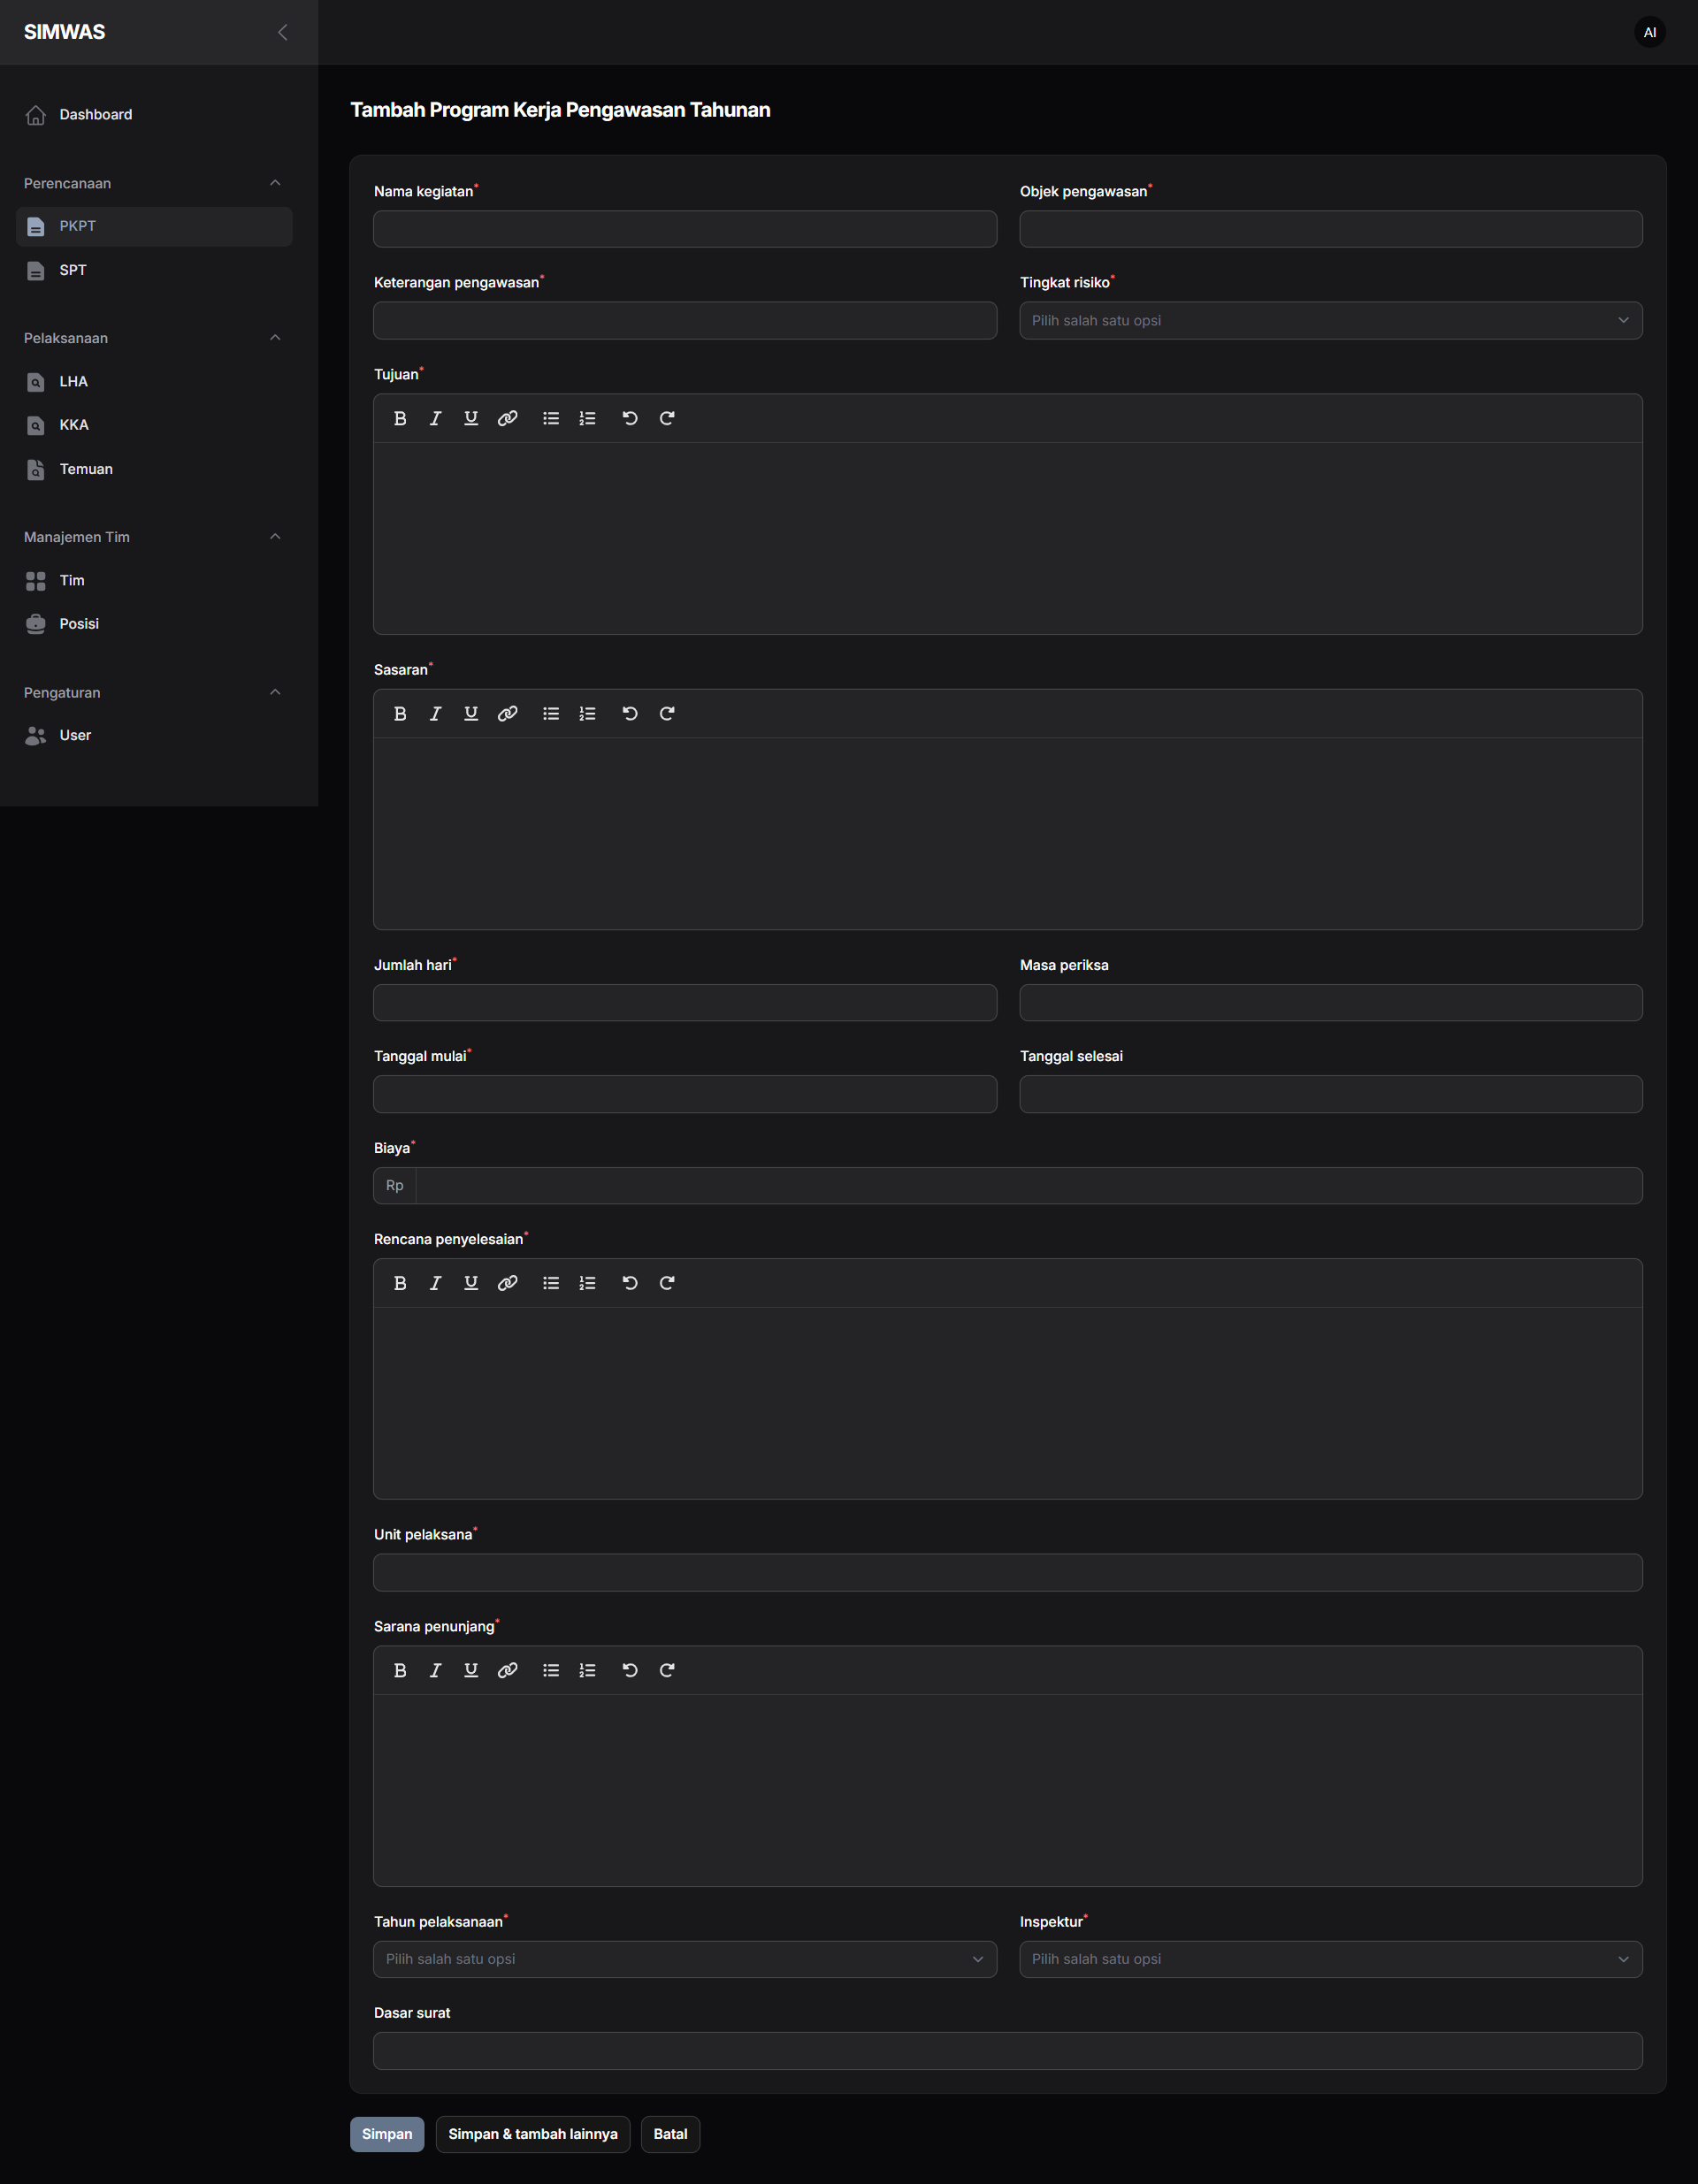 SIMWAS
AI
Dashboard
Perencanaan
PKPT
SPT
Pelaksanaan
LHA
KKA
Temuan
Manajemen Tim
Tim
Posisi
Pengaturan
User
Tambah Program Kerja Pengawasan Tahunan
Nama kegiatan*
Objek pengawasan*
Keterangan pengawasan*
Tingkat risiko*
Pilih salah satu opsi
Tujuan*
Sasaran*
Jumlah hari*
Masa periksa
Tanggal mulai*
Tanggal selesai
Biaya*
Rp
Rencana penyelesaian*
Unit pelaksana*
Sarana penunjang*
Tahun pelaksanaan*
Inspektur*
Pilih salah satu opsi
Pilih salah satu opsi
Dasar surat
Simpan
Simpan & tambah lainnya
Batal